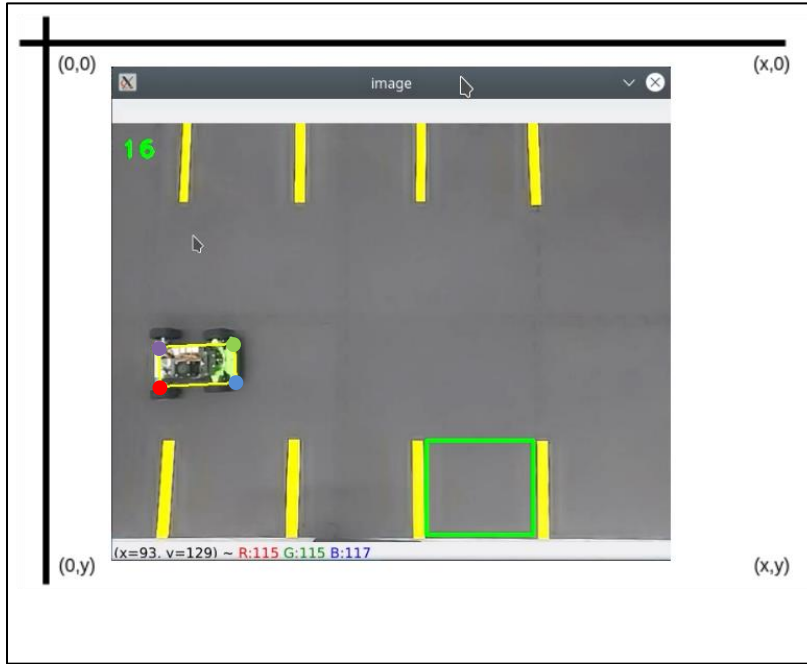 (0,0)
(x,0)
image
16
(x=93, y=129) ~ R:115 G:115 B:117
(0,y)
(x,y)